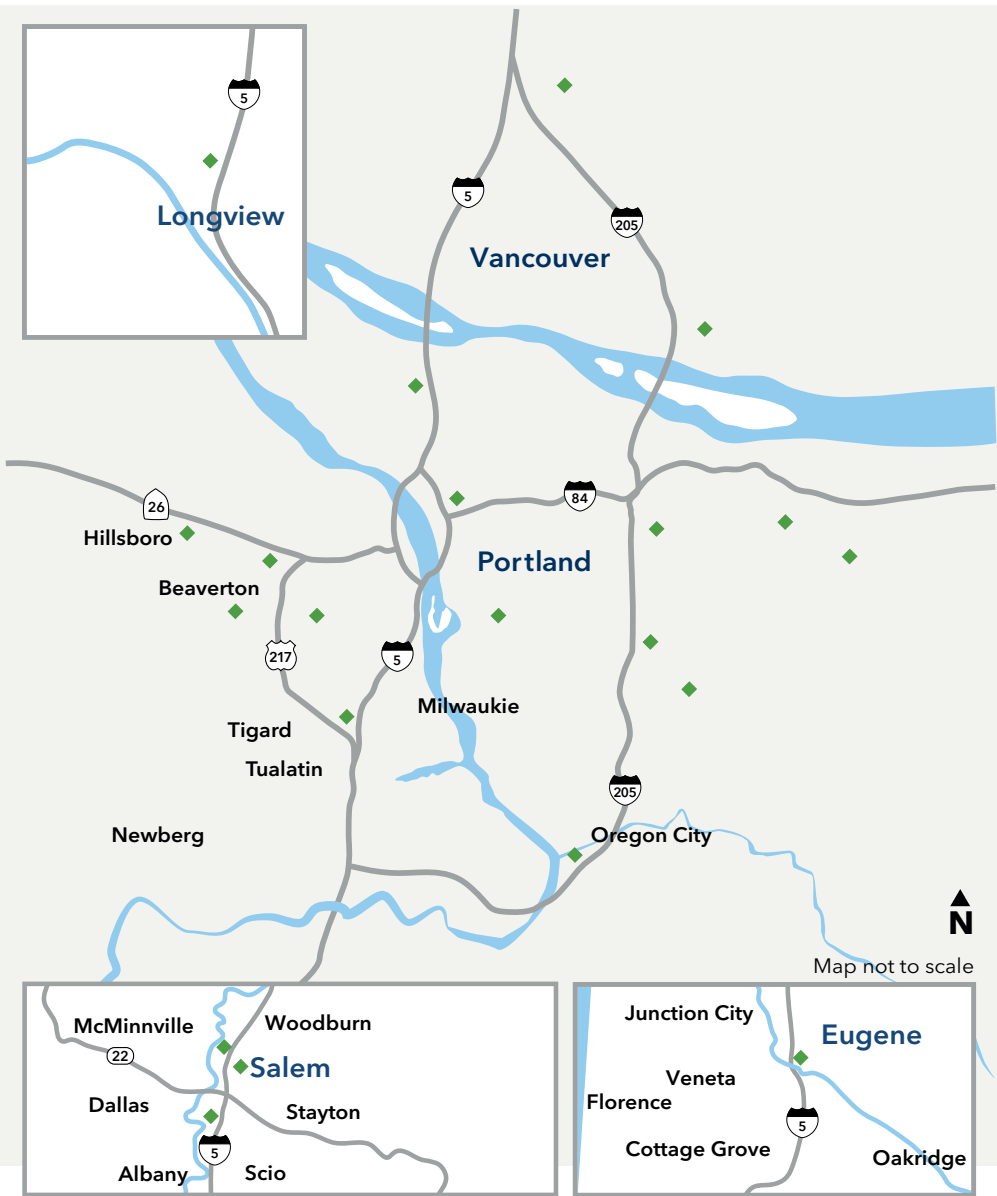 5
Longview
5
205
Vancouver
26
84
Hillsboro
Portland
Beaverton
217
5
Milwaukie
Tigard
Tualatin
205
Newberg
Oregon City
N
Map not to scale
McMinnville
Woodburn
22
Salem
Dallas
Stayton
5
Albany
Scio
Junction City
Eugene
Veneta
Florence
5
Cottage Grove
Oakridge